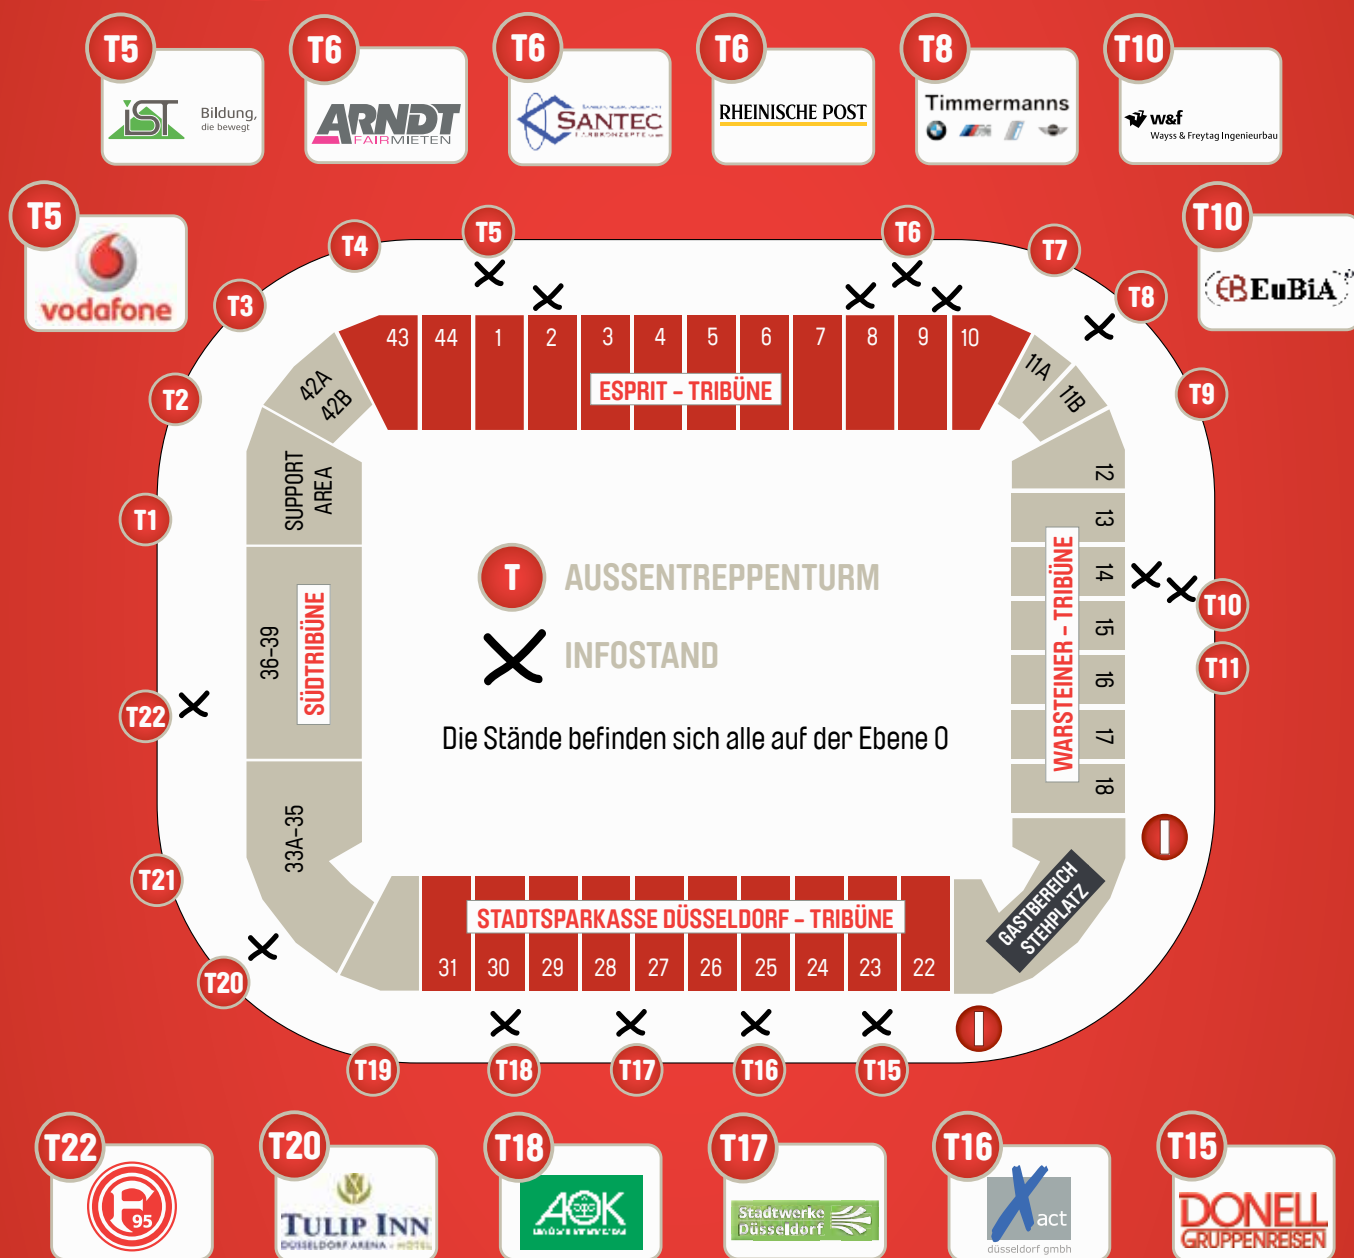 T5
T6
T6
T6
T8
T10
iST
Bildung,
die bewegt
ARNDT
FAIRMIETEN
SANTEC
RHEINISCHE POST
Timmermanns
w&f
Wayss & Freytag Ingenieurbau
T5
vodafone
T10
EuBiA
T4
T5
T6
T7
T3
T8
T2
T9
T1
T10
T11
T22
T21
T20
T19
T18
T17
T16
T15
43
44
1
2
3
4
5
6
7
8
9
10
ESPRIT – TRIBÜNE
42A
42B
11A
11B
SUPPORT
AREA
12
13
14
15
16
17
18
WARSTEINER – TRIBÜNE
36–39
SÜDTRIBÜNE
33A–35
T
AUSSENTREPPENTURM
INFOSTAND
Die Stände befinden sich alle auf der Ebene 0
GASTBEREICH
STEHPLATZ
STADTSPARKASSE DÜSSELDORF – TRIBÜNE
31
30
29
28
27
26
25
24
23
22
T22
F 95
T20
TULIP INN
DÜSSELDORF ARENA - HOTEL
T18
AOK
T17
Stadtwerke
Düsseldorf
T16
Xact
düsseldorf gmbh
T15
DONELL
GRUPPENREISEN